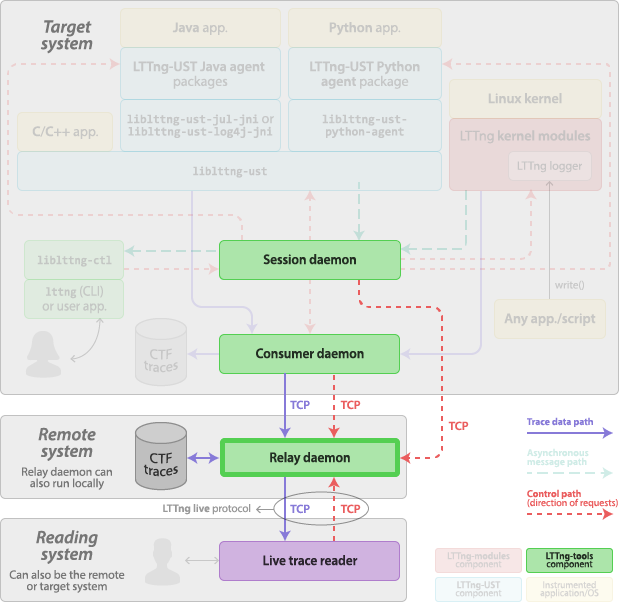 Target
system
Java app.
Python app.
LTTng-UST Java agent
packages
LTTng-UST Python
agent package
Linux kernel
C/C++ app.
liblttng-ust-jul-jni or
liblttng-ust-log4j-jni
liblttng-ust-
python-agent
LTTng kernel modules
LTTng logger
liblttng-ust
liblttng-ctl
Session daemon
lttng (CLI)
or user app.
write()
Any app./script
CTF
traces
Consumer daemon
TCP
TCP
TCP
Remote
system
Relay daemon can
also run locally
CTF
traces
Relay daemon
Trace data path
Asynchronous
message path
Control path
(direction of requests)
LTTng live protocol
TCP
TCP
Reading
system
Can also be the remote
or target system
Live trace reader
LTTng-modules
component
LTTng-tools
component
LTTng-UST
component
Instrumented
application/OS